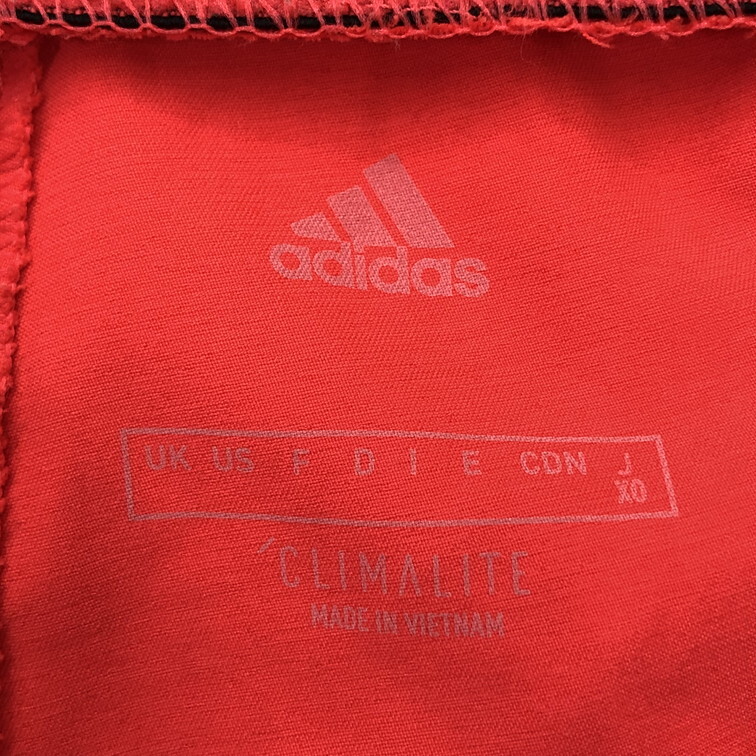 adidas
UK US F D I E CDN J
XO
CLIMALITE
MADE IN VIETNAM